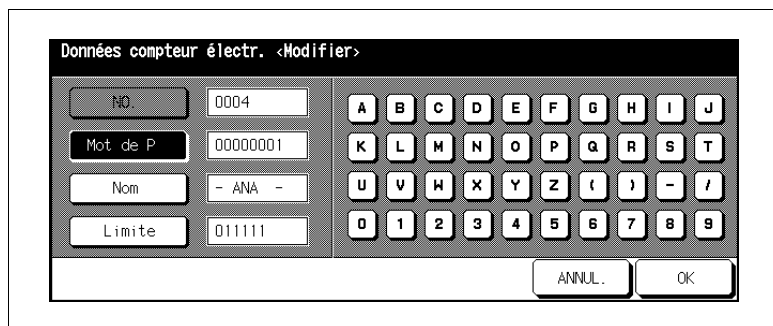 Données compteur électr. <Modifier>
NO. 0004 A B C D E F G H I J
Mot de P 00000001 K L M N O P Q R S T
Nom - ANA - U V W X Y Z ( ) - /
Limite 011111 0 1 2 3 4 5 6 7 8 9
ANNUL. OK